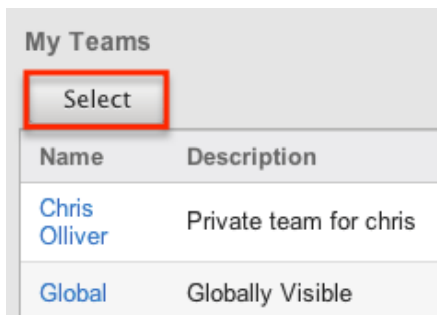 My Teams
Select
Name Description
Chris
Olliver
Private team for chris
Global Globally Visible